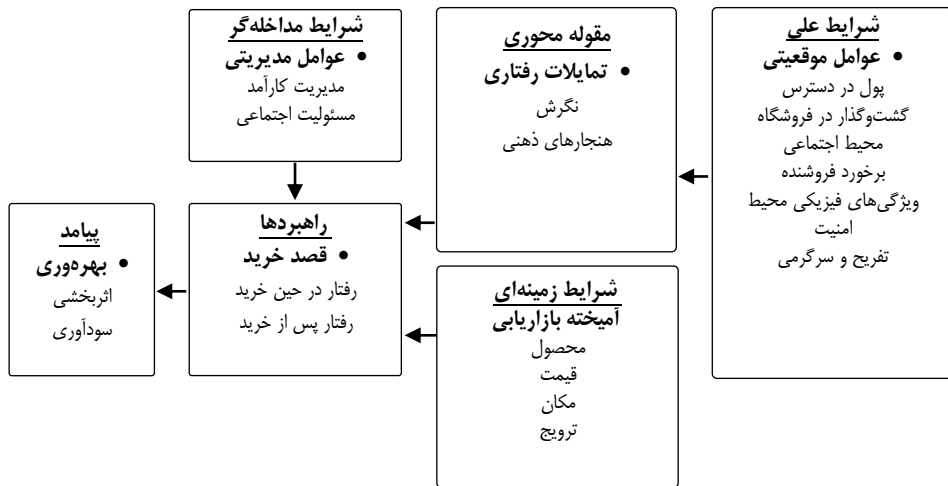 شرایط علی
• عوامل موقعیتی
پول در دسترس
گشت‌وگذار در فروشگاه
محیط اجتماعی
برخورد فروشنده
ویژگی‌های فیزیکی محیط
امنیت
تفریح و سرگرمی
مقوله محوری
• تمایلات رفتاری
نگرش
هنجارهای ذهنی
شرایط زمینه‌ای
آمیخته بازاریابی
محصول
قیمت
مکان
ترویج
شرایط مداخله‌گر
• عوامل مدیریتی
مدیریت کارآمد
مسئولیت اجتماعی
راهبردها
• قصد خرید
رفتار در حین خرید
رفتار پس از خرید
پیامد
• بهره‌وری
اثربخشی
سودآوری